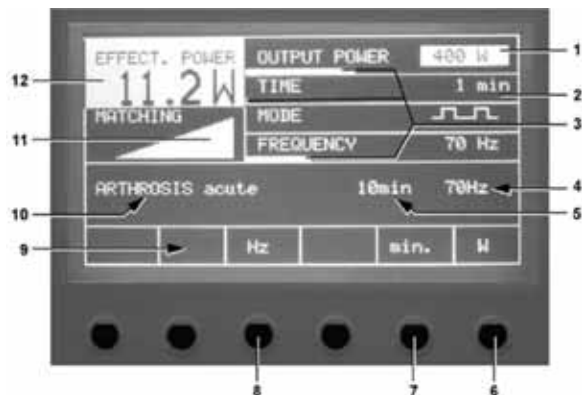 EFFECT. POWER
11.2W
OUTPUT POWER 400 W
TIME 1 min
MODE
FREQUENCY 70 Hz
MATCHING
ARTHROSIS acute 10min 70Hz
Hz min. W
1
2
3
4
5
6
7
8
9
10
11
12